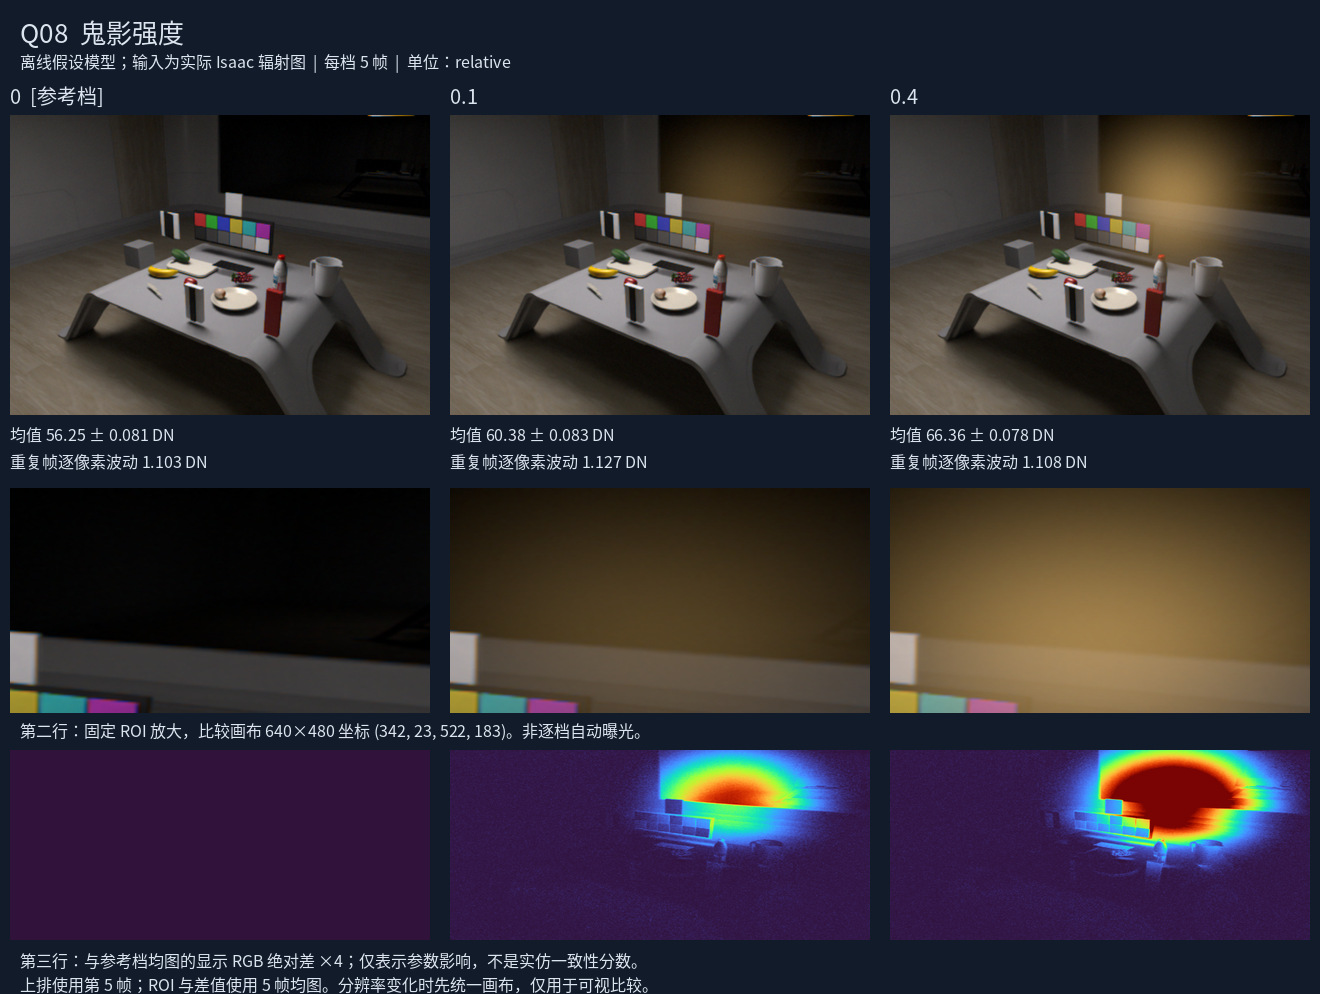 Q08 鬼影强度
离线假设模型；输入为实际 Isaac 辐射图 | 每档 5 帧 | 单位：relative
0 [参考档]
0.1
0.4
均值 56.25 ± 0.081 DN
均值 60.38 ± 0.083 DN
均值 66.36 ± 0.078 DN
重复帧逐像素波动 1.103 DN
重复帧逐像素波动 1.127 DN
重复帧逐像素波动 1.108 DN
第二行：固定 ROI 放大，比较画布 640×480 坐标 (342, 23, 522, 183)。非逐档自动曝光。
第三行：与参考档均图的显示 RGB 绝对差 ×4；仅表示参数影响，不是实仿一致性分数。
上排使用第 5 帧；ROI 与差值使用 5 帧均图。分辨率变化时先统一画布，仅用于可视比较。